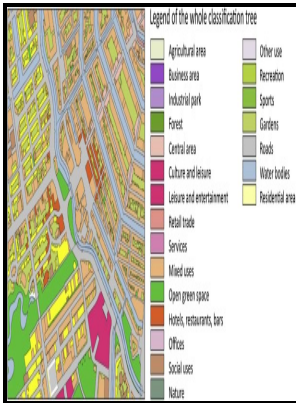 Legend of the whole classification tree
Agricultural area
Business area
Industrial park
Forest
Central area
Culture and leisure
Leisure and entertainment
Retail trade
Services
Mixed uses
Open green space
Hotels, restaurants, bars
Offices
Social uses
Nature
Other use
Recreation
Sports
Gardens
Roads
Water bodies
Residential area